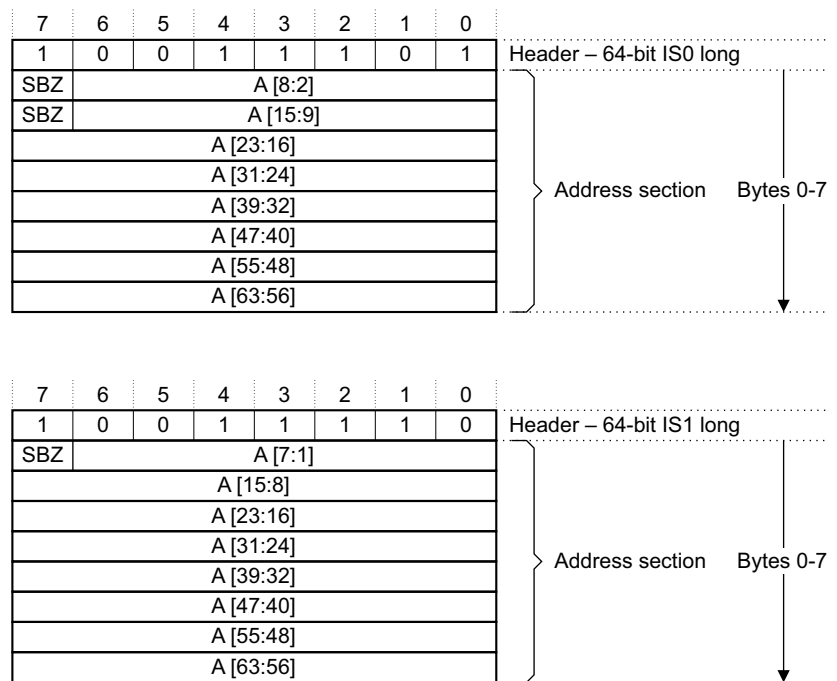 7 6 5 4 3 2 1 0
1 0 0 1 1 1 0 1 Header – 64-bit IS0 long
SBZ A [8:2]
SBZ A [15:9]
A [23:16]
A [31:24]
A [39:32] Address section Bytes 0-7
A [47:40]
A [55:48]
A [63:56]
7 6 5 4 3 2 1 0
1 0 0 1 1 1 1 0 Header – 64-bit IS1 long
SBZ A [7:1]
A [15:8]
A [23:16]
A [31:24]
A [39:32] Address section Bytes 0-7
A [47:40]
A [55:48]
A [63:56]